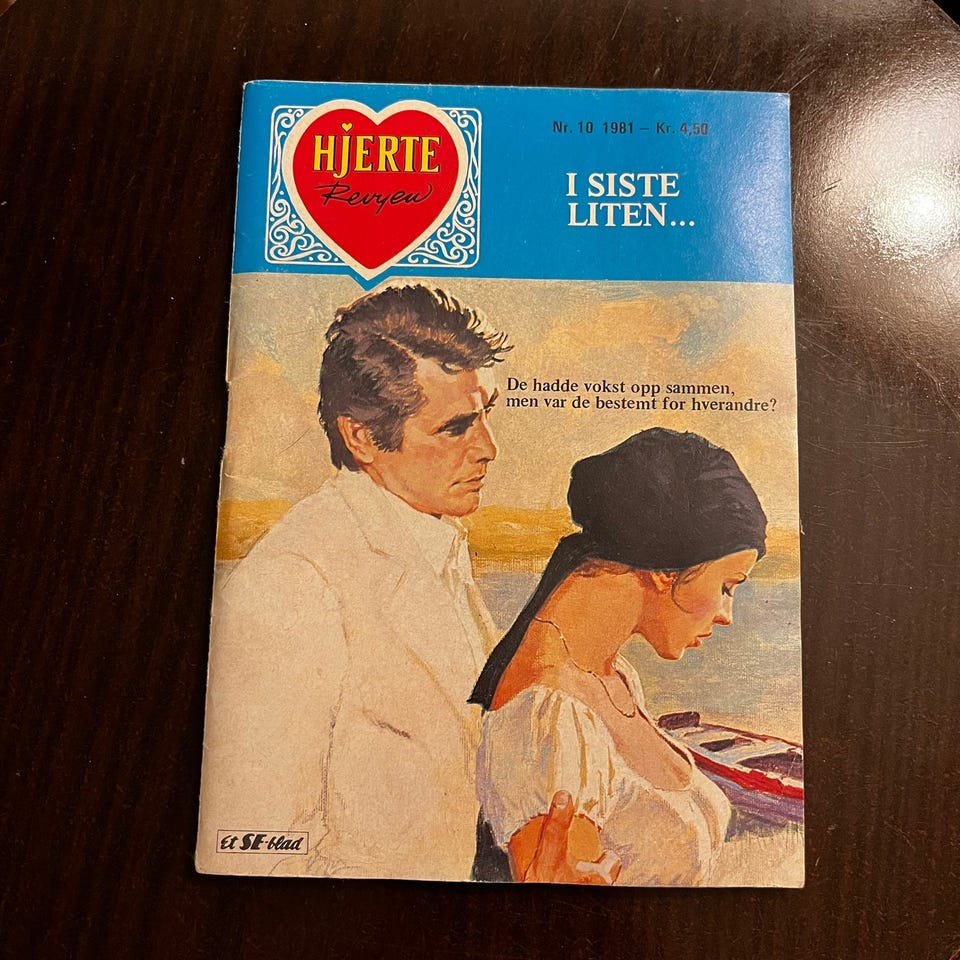 HJERTE
Revyen
Nr. 10 1981 – Kr. 4,50
I SISTE
LITEN...
De hadde vokst opp sammen,
men var de bestemt for hverandre?
Et SE-blad